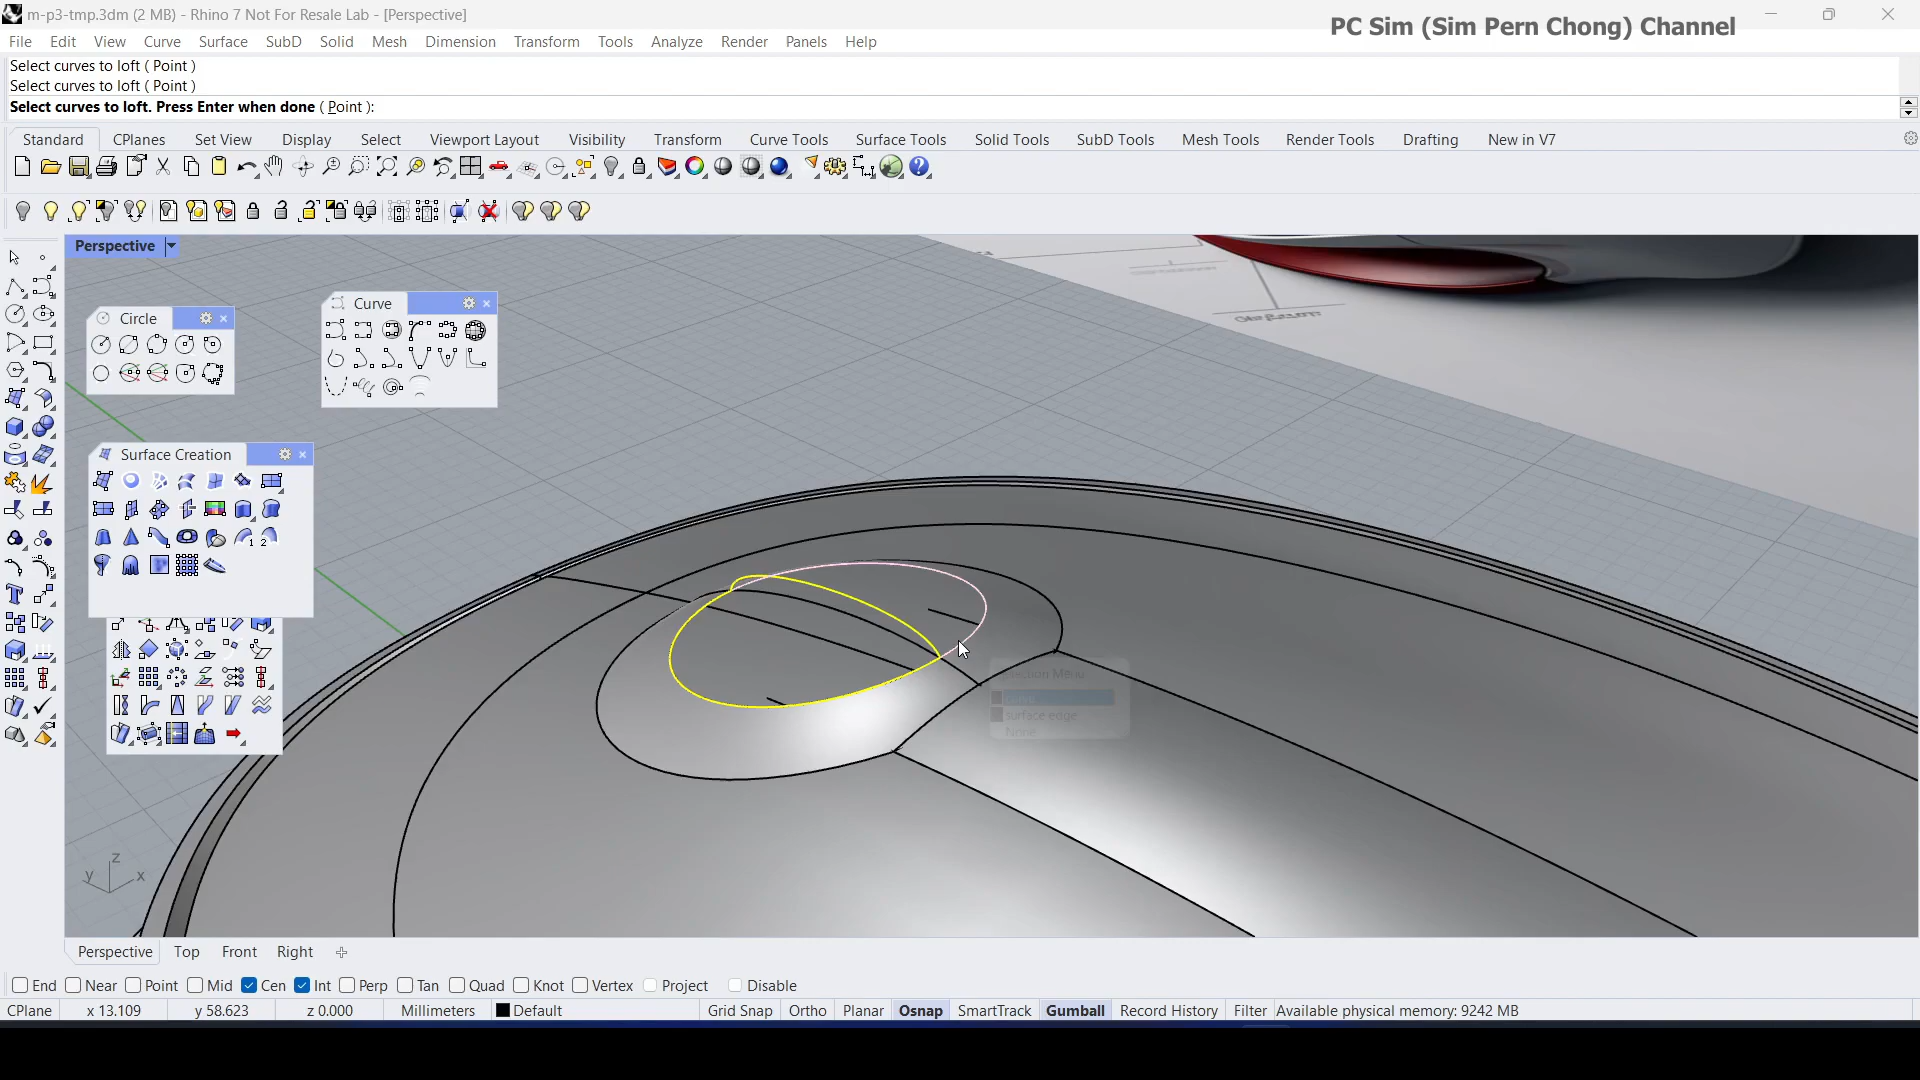 m-p3-tmp.3dm (2 MB) - Rhino 7 Not For Resale Lab - [Perspective]
PC Sim (Sim Pern Chong) Channel
File Edit View Curve Surface SubD Solid Mesh Dimension Transform Tools Analyze Render Panels Help
Select curves to loft ( Point )
Select curves to loft ( Point )
Select curves to loft. Press Enter when done ( Point ):
Standard CPlanes Set View Display Select Viewport Layout Visibility Transform Curve Tools Surface Tools Solid Tools SubD Tools Mesh Tools Render Tools Drafting New in V7
Perspective
Circle
Curve
Surface Creation
1 2
surface edge
None
z
y x
Perspective Top Front Right
End Near Point Mid Cen Int Perp Tan Quad Knot Vertex Project Disable
CPlane x 13.109 y 58.623 z 0.000 Millimeters Default Grid Snap Ortho Planar Osnap SmartTrack Gumball Record History Filter Available physical memory: 9242 MB